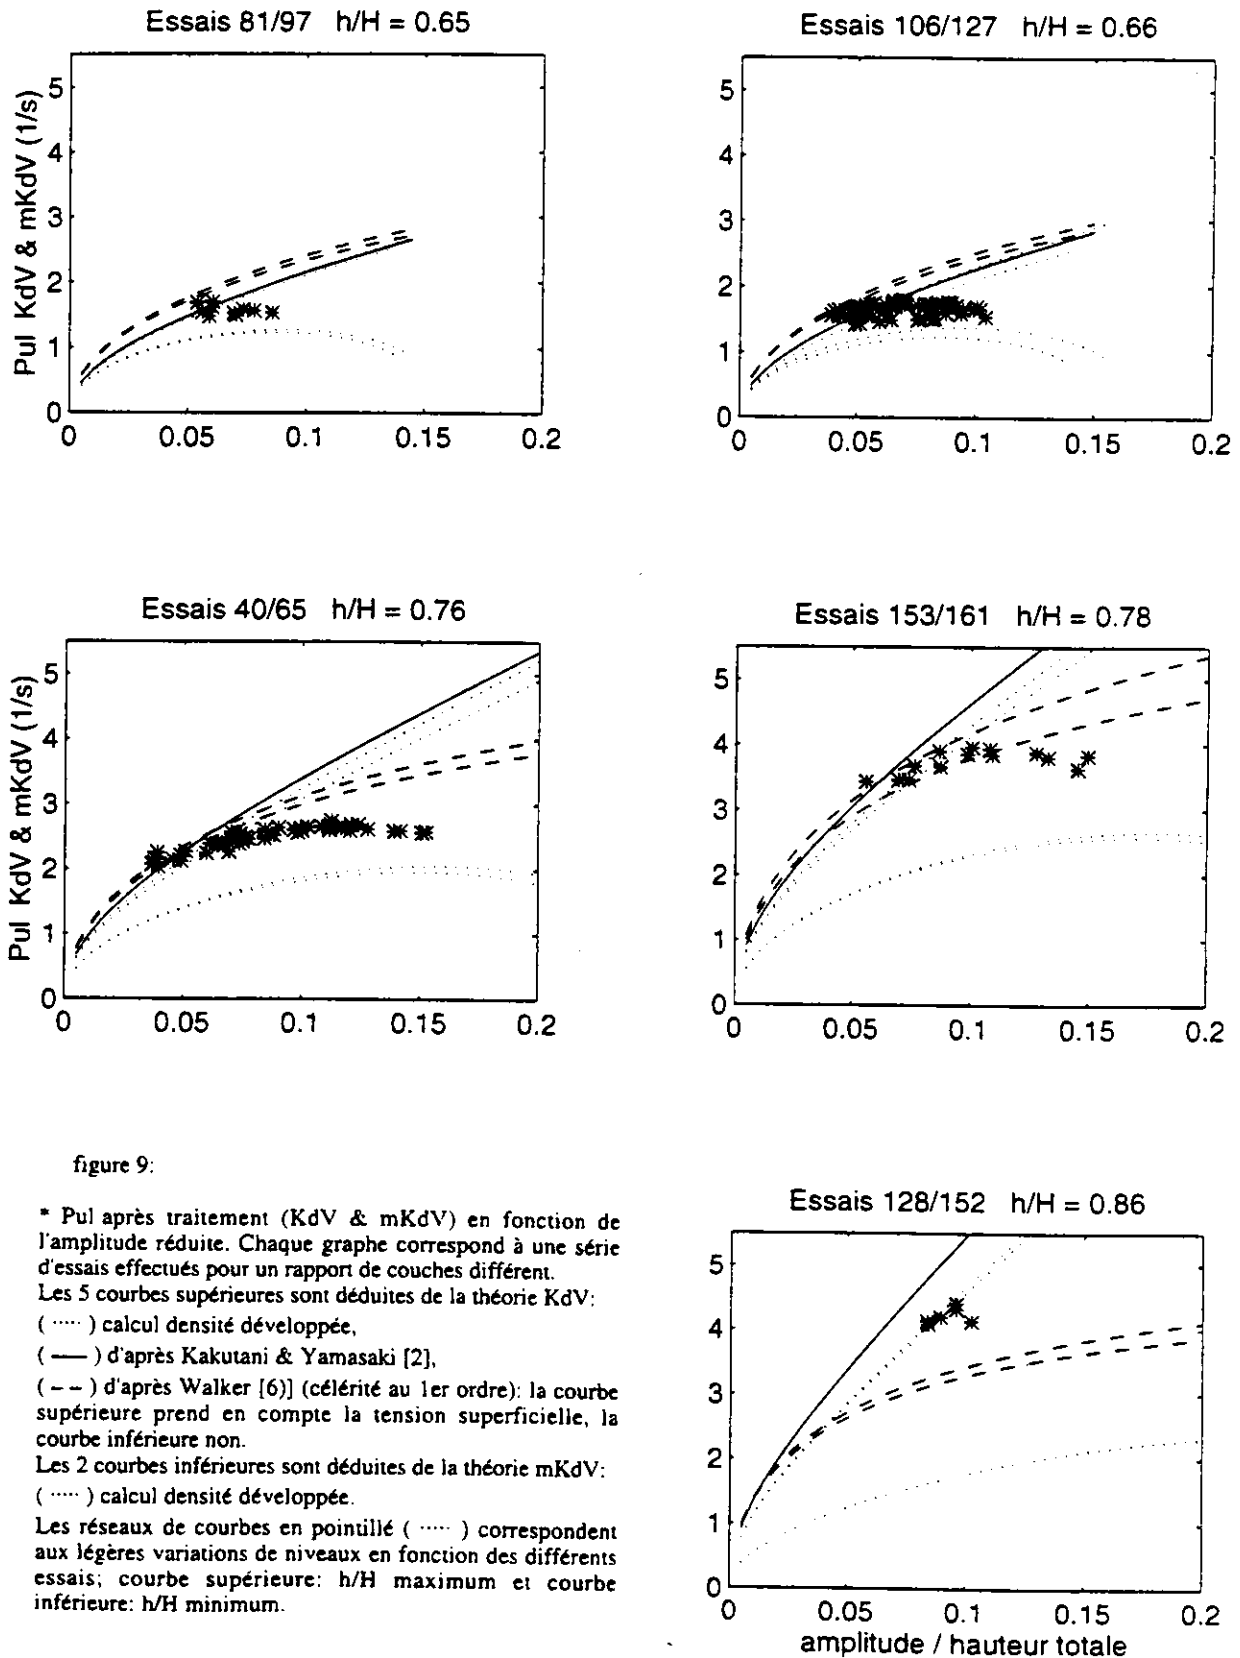 Essais 81/97 h/H = 0.65
Pul KdV & mKdV (1/s)
5
4
3
2
1
0
0 0.05 0.1 0.15 0.2
Essais 106/127 h/H = 0.66
5
4
3
2
1
0
0 0.05 0.1 0.15 0.2
Essais 40/65 h/H = 0.76
Pul KdV & mKdV (1/s)
5
4
3
2
1
0
0 0.05 0.1 0.15 0.2
Essais 153/161 h/H = 0.78
5
4
3
2
1
0
0 0.05 0.1 0.15 0.2
figure 9:
* Pul après traitement (KdV & mKdV) en fonction de
l'amplitude réduite. Chaque graphe correspond à une série
d'essais effectués pour un rapport de couches différent.
Les 5 courbes supérieures sont déduites de la théorie KdV:
( ····· ) calcul densité développée,
( — ) d'après Kakutani & Yamasaki [2],
( – – ) d'après Walker [6)] (célérité au 1er ordre): la courbe
supérieure prend en compte la tension superficielle, la
courbe inférieure non.
Les 2 courbes inférieures sont déduites de la théorie mKdV:
( ····· ) calcul densité développée.
Les réseaux de courbes en pointillé ( ····· ) correspondent
aux légères variations de niveaux en fonction des différents
essais; courbe supérieure: h/H maximum et courbe
inférieure: h/H minimum.
Essais 128/152 h/H = 0.86
5
4
3
2
1
0
0 0.05 0.1 0.15 0.2
amplitude / hauteur totale